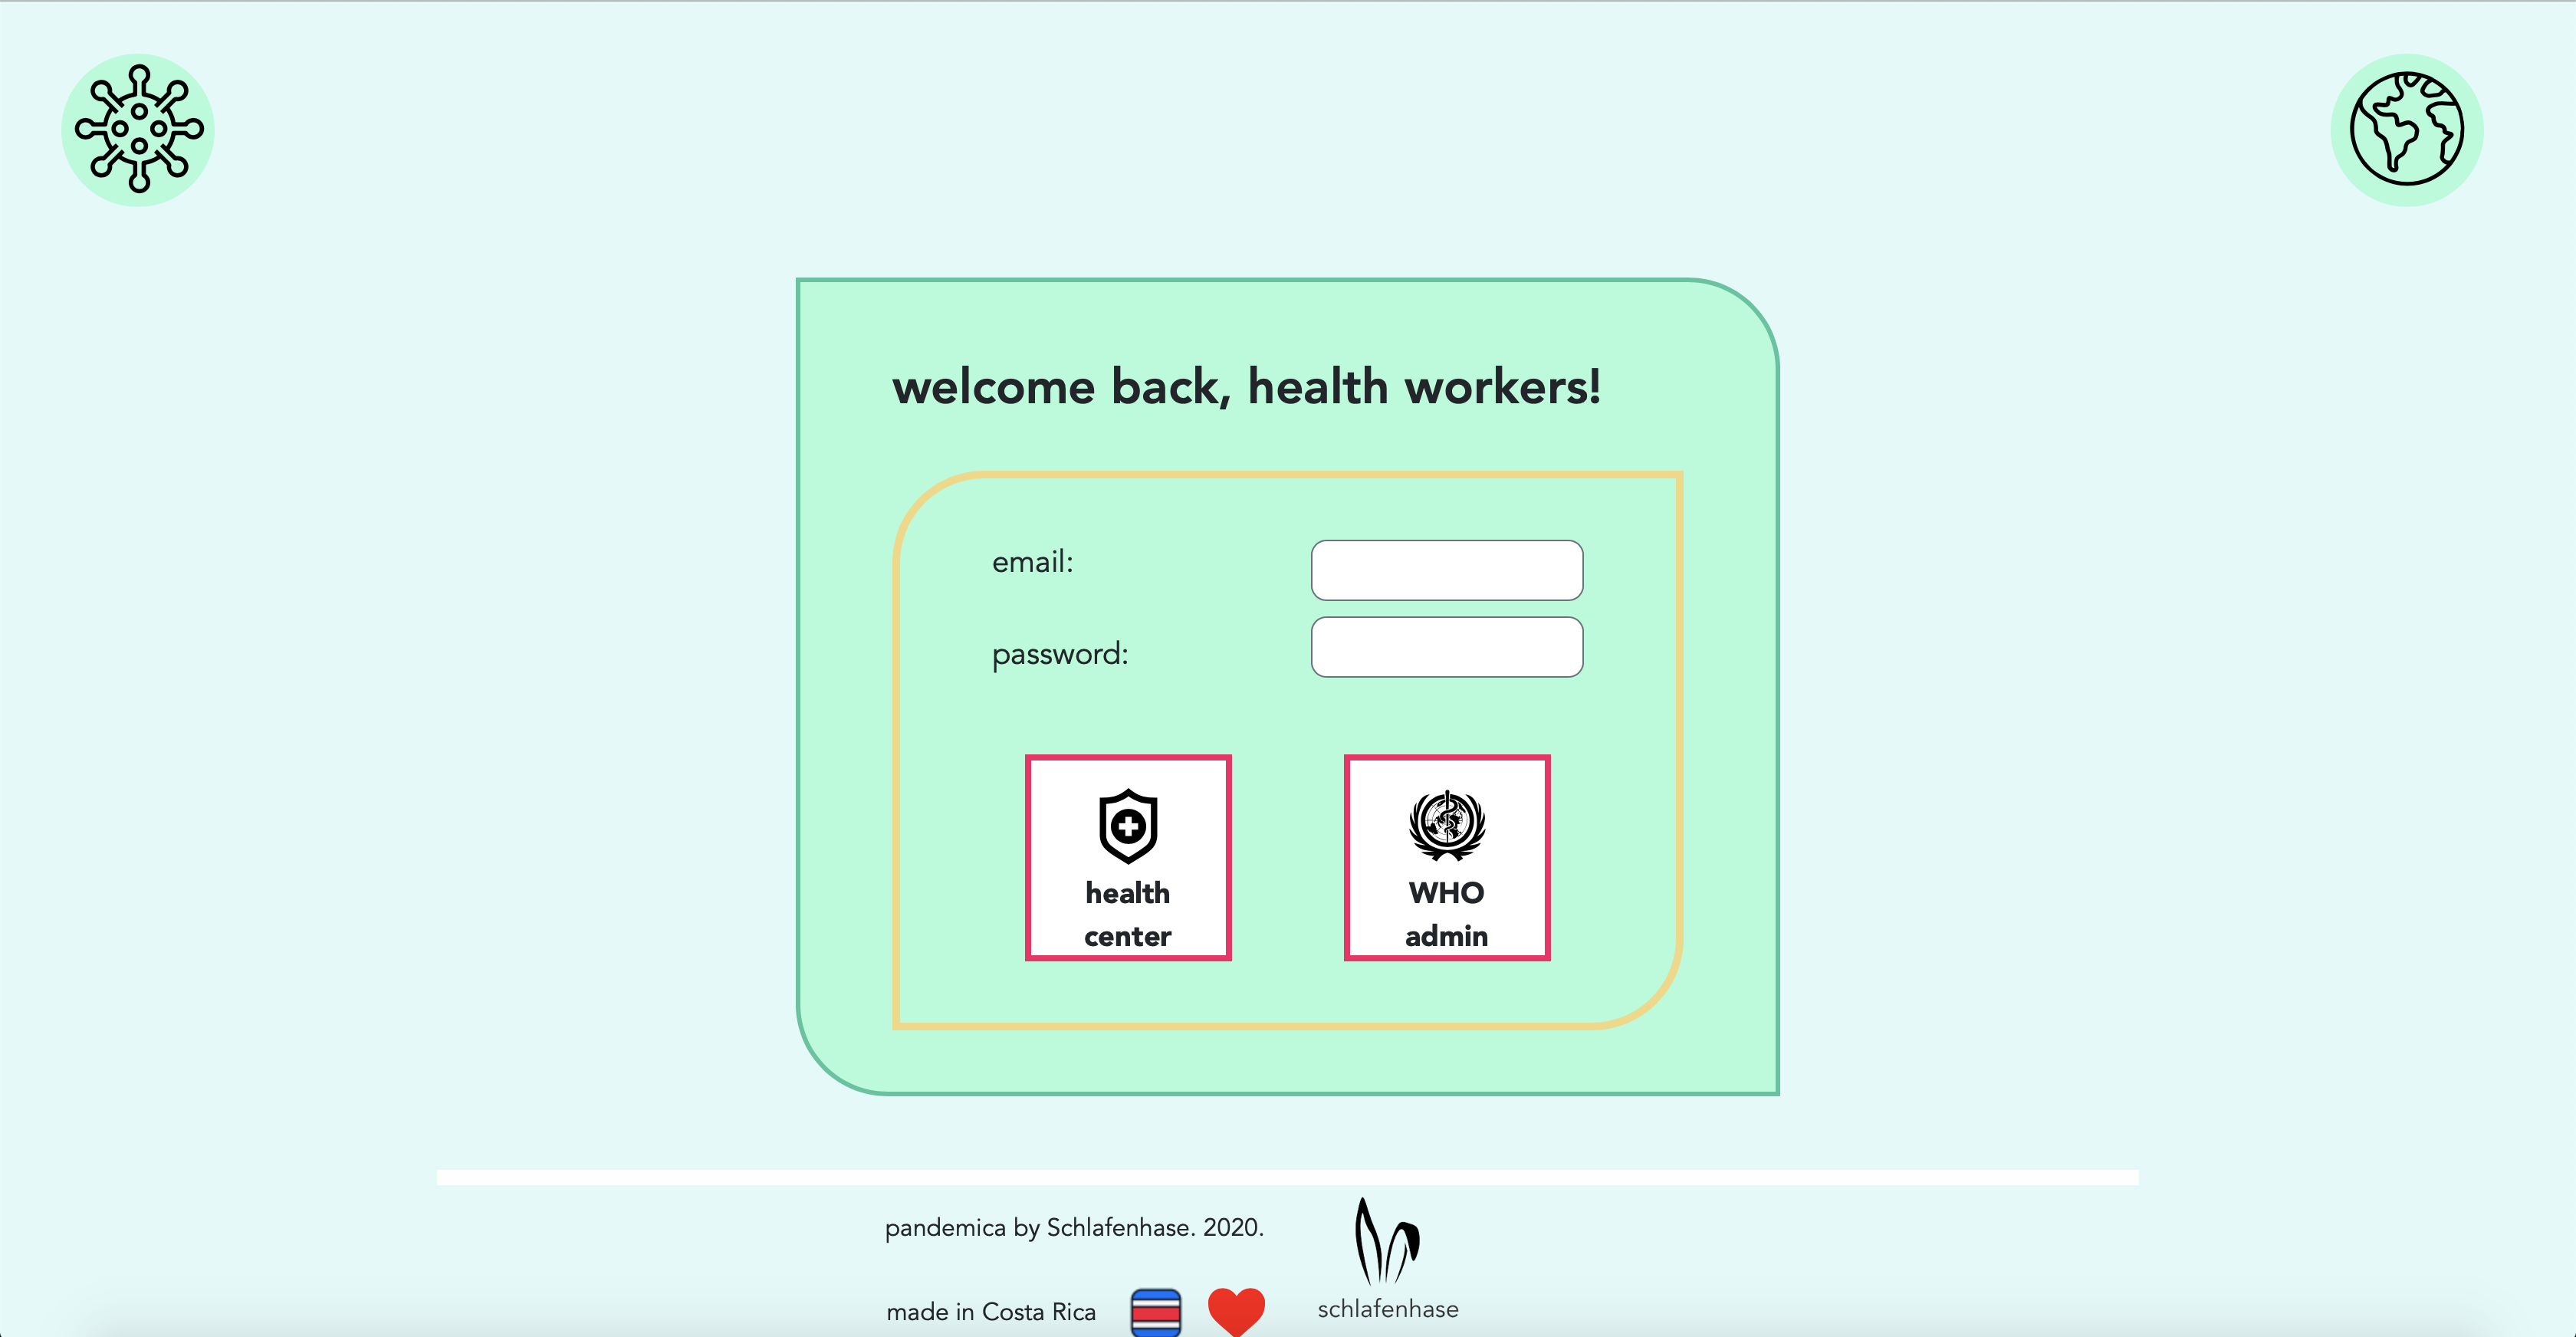 welcome back, health workers!
email:
password:
health
center
WHO
admin
pandemica by Schlafenhase. 2020.
made in Costa Rica
schlafenhase